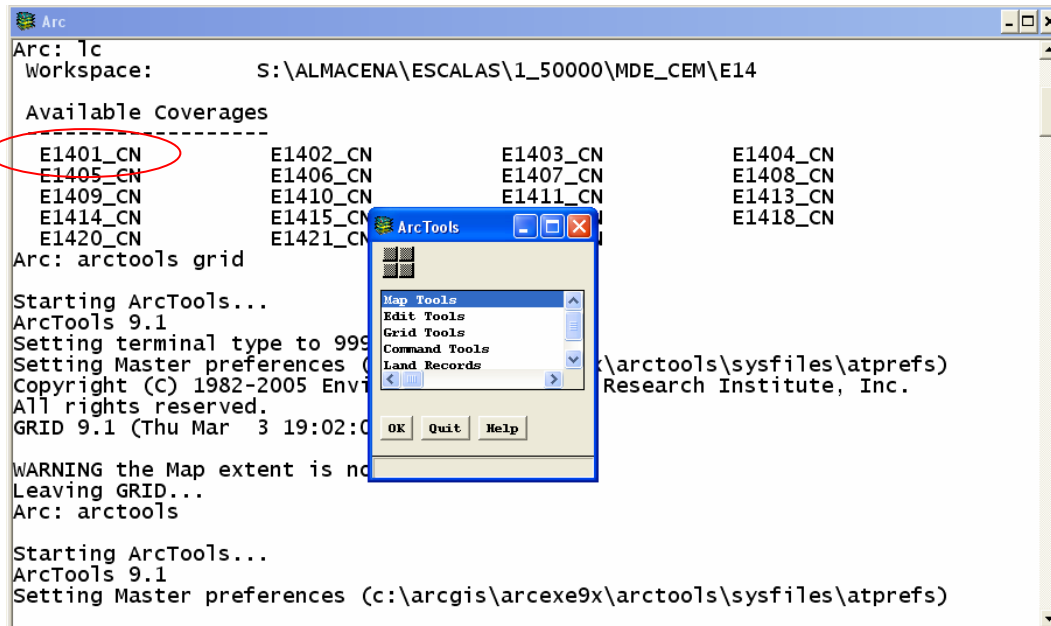 Arc
Arc: lc
Workspace: S:\ALMACENA\ESCALAS\1_50000\MDE_CEM\E14
Available Coverages
--------------------
E1401_CN E1402_CN E1403_CN E1404_CN
E1405_CN E1406_CN E1407_CN E1408_CN
E1409_CN E1410_CN E1411_CN E1413_CN
E1414_CN E1415_CN E1418_CN
E1420_CN E1421_CN
Arc: arctools grid
Starting ArcTools...
ArcTools 9.1
Setting terminal type to 999
Setting Master preferences ( x\arctools\sysfiles\atprefs)
Copyright (C) 1982-2005 Envi Research Institute, Inc.
All rights reserved.
GRID 9.1 (Thu Mar 3 19:02:0
WARNING the Map extent is no
Leaving GRID...
Arc: arctools
Starting ArcTools...
ArcTools 9.1
Setting Master preferences (c:\arcgis\arcexe9x\arctools\sysfiles\atprefs)
ArcTools
Map Tools
Edit Tools
Grid Tools
Command Tools
Land Records
OK Quit Help